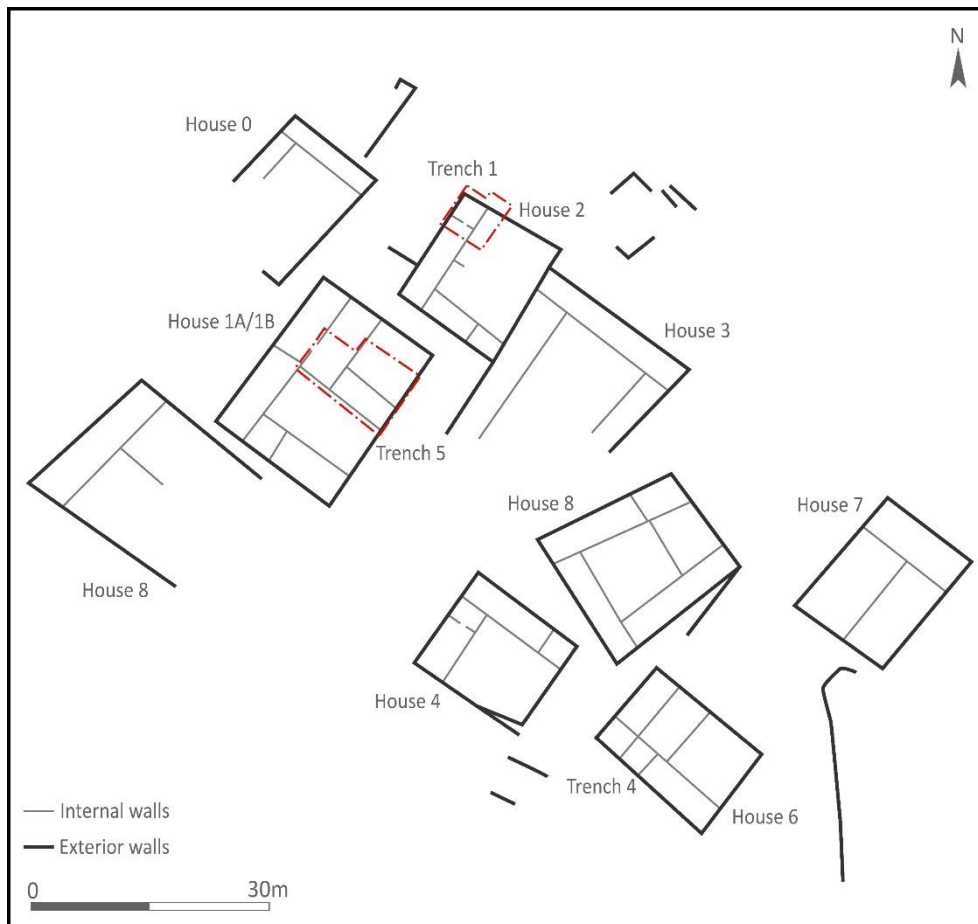 N
House 0
Trench 1
House 2
House 1A/1B
House 3
Trench 5
House 8
House 7
House 8
House 4
Trench 4
House 6
Internal walls
Exterior walls
0
30m